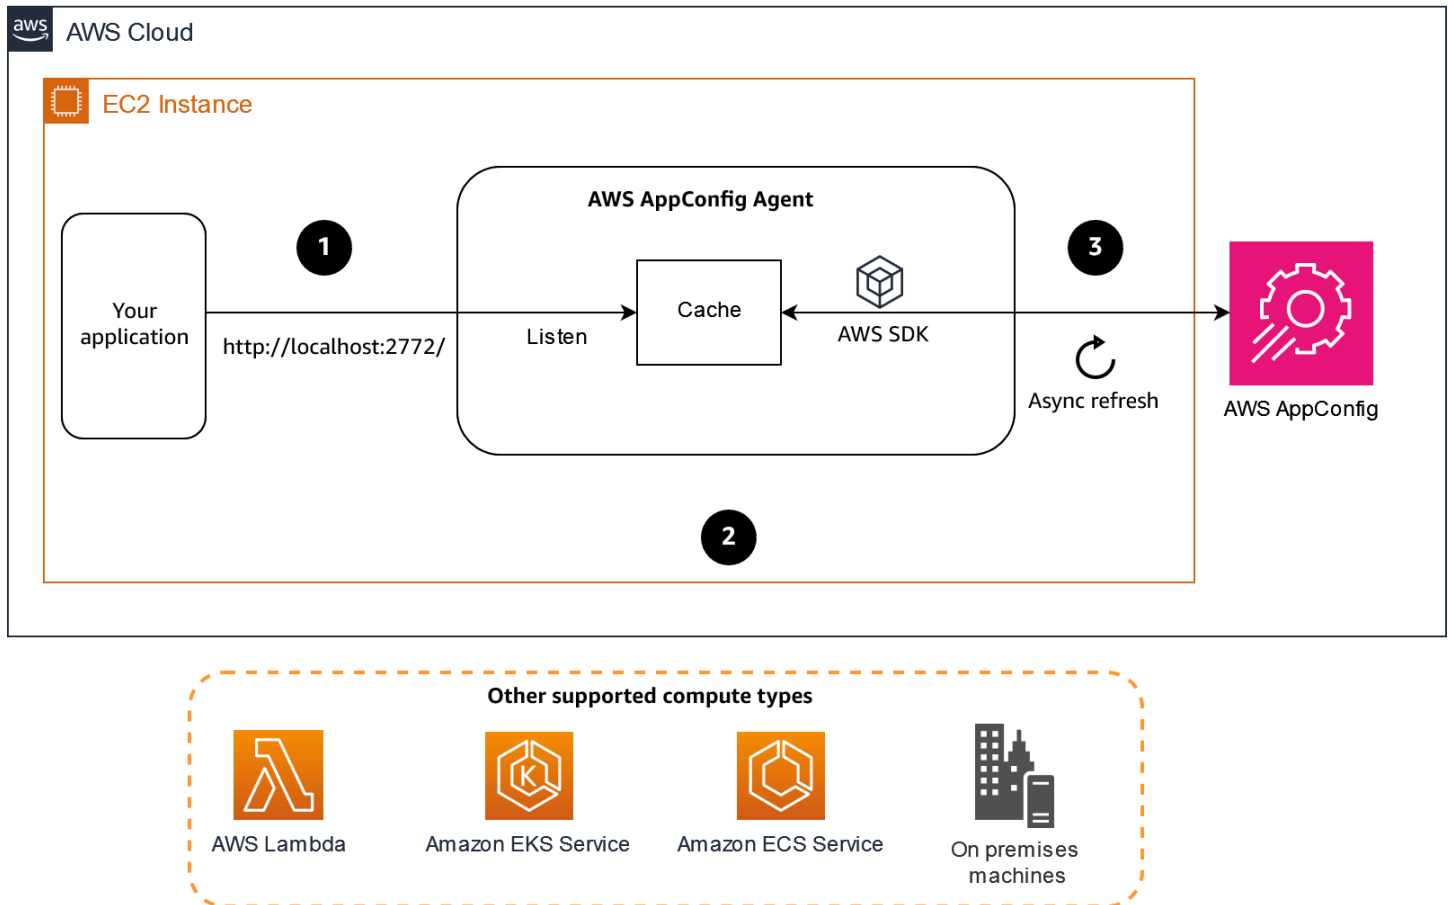 aws
AWS Cloud
EC2 Instance
AWS AppConfig Agent
1
3
Your
application
http://localhost:2772/
Listen
Cache
AWS SDK
Async refresh
AWS AppConfig
2
Other supported compute types
K
AWS Lambda
Amazon EKS Service
Amazon ECS Service
On premises
machines